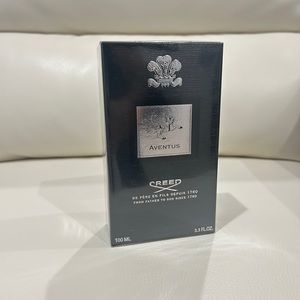 AVENTUS
CREED
DE PÈRE EN FILS DEPUIS 1760
FROM FATHER TO SON SINCE 1760
100 ML
3.3 FL.OZ.